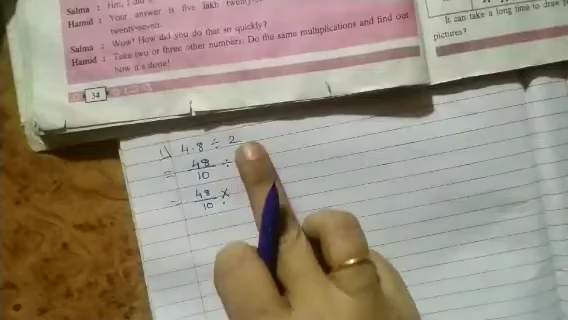 Salma :
Hamid : Your answer is five lakh
twenty-seven.
Salma : Wow! How did you do that so quickly?
Hamid : Take two or three other numbers. Do the same multiplications and find out
how it's done!
34
It can take a long time to draw
pictures?
1) 4.8 ÷ 2
= 48/10 ÷
= 48/10 ×